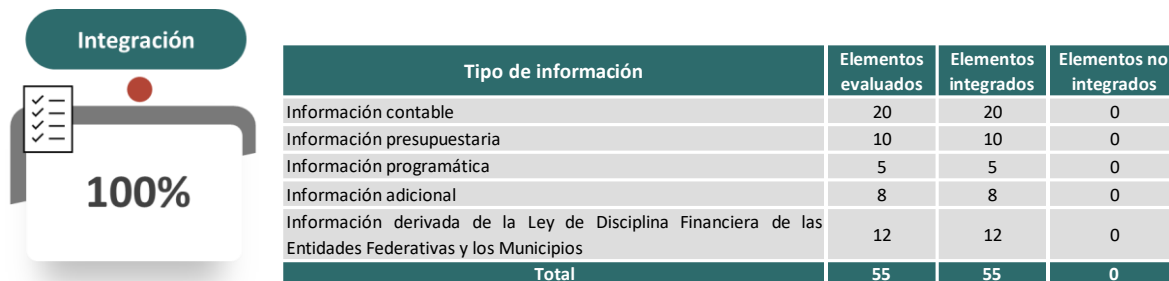 Integración
100%
Tipo de información
Elementos evaluados
Elementos integrados
Elementos no integrados
Información contable 20 20 0
Información presupuestaria 10 10 0
Información programática 5 5 0
Información adicional 8 8 0
Información derivada de la Ley de Disciplina Financiera de las
Entidades Federativas y los Municipios 12 12 0
Total 55 55 0